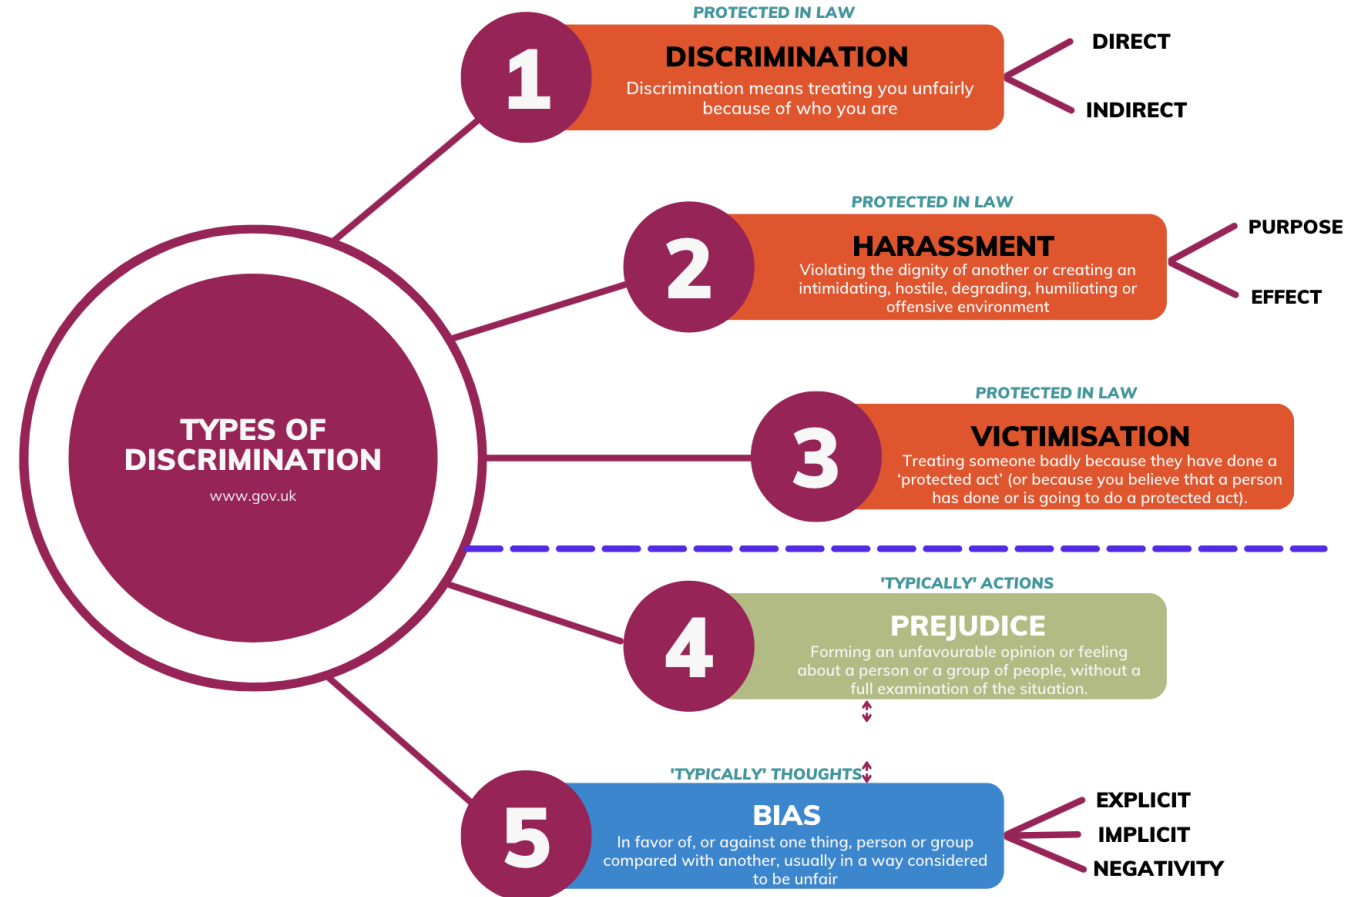 PROTECTED IN LAW
1
DISCRIMINATION
Discrimination means treating you unfairly
because of who you are
DIRECT
INDIRECT
PROTECTED IN LAW
2
HARASSMENT
Violating the dignity of another or creating an
intimidating, hostile, degrading, humiliating or
offensive environment
PURPOSE
EFFECT
TYPES OF
DISCRIMINATION
www.gov.uk
PROTECTED IN LAW
3
VICTIMISATION
Treating someone badly because they have done a
‘protected act’ (or because you believe that a person
has done or is going to do a protected act).
'TYPICALLY' ACTIONS
4
PREJUDICE
Forming an unfavourable opinion or feeling
about a person or a group of people, without a
full examination of the situation.
'TYPICALLY' THOUGHTS
5
BIAS
In favor of, or against one thing, person or group
compared with another, usually in a way considered
to be unfair
EXPLICIT
IMPLICIT
NEGATIVITY